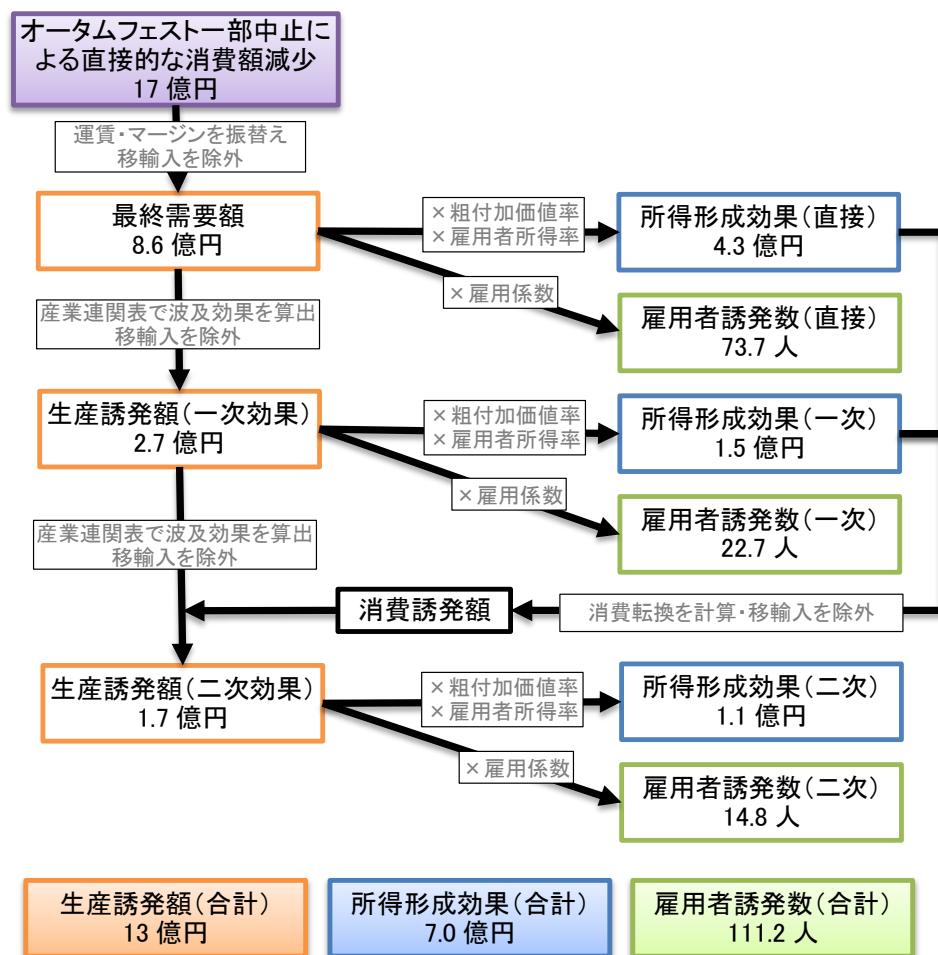 オータムフェスト一部中止に
よる直接的な消費額減少
17 億円
運賃・マージンを振替え
移輸入を除外
最終需要額
8.6 億円
×粗付加価値率
×雇用者所得率
所得形成効果(直接)
4.3 億円
×雇用係数
産業連関表で波及効果を算出
移輸入を除外
雇用者誘発数(直接)
73.7 人
生産誘発額(一次効果)
2.7 億円
×粗付加価値率
×雇用者所得率
所得形成効果(一次)
1.5 億円
×雇用係数
雇用者誘発数(一次)
22.7 人
産業連関表で波及効果を算出
移輸入を除外
消費誘発額
消費転換を計算・移輸入を除外
生産誘発額(二次効果)
1.7 億円
×粗付加価値率
×雇用者所得率
所得形成効果(二次)
1.1 億円
×雇用係数
雇用者誘発数(二次)
14.8 人
生産誘発額(合計)
13 億円
所得形成効果(合計)
7.0 億円
雇用者誘発数(合計)
111.2 人